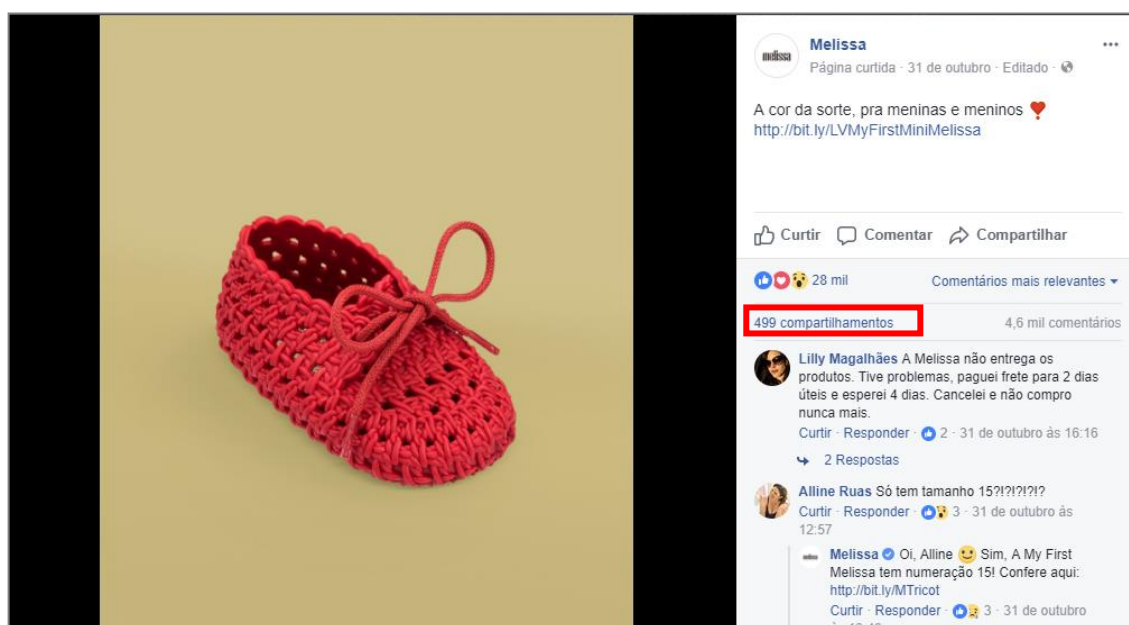 melissa
Melissa
Página curtida · 31 de outubro · Editado ·
A cor da sorte, pra meninas e meninos
http://bit.ly/LVMyFirstMiniMelissa
Curtir Comentar Compartilhar
28 mil Comentários mais relevantes
499 compartilhamentos 4,6 mil comentários
Lilly Magalhães A Melissa não entrega os
produtos. Tive problemas, paguei frete para 2 dias
úteis e esperei 4 dias. Cancelei e não compro
nunca mais.
Curtir · Responder · 2 · 31 de outubro às 16:16
2 Respostas
Alline Ruas Só tem tamanho 15?!?!?!?!?
Curtir · Responder · 3 · 31 de outubro às
12:57
Melissa Oi, Alline Sim, A My First
Melissa tem numeração 15! Confere aqui:
http://bit.ly/MTricot
Curtir · Responder · 3 · 31 de outubro